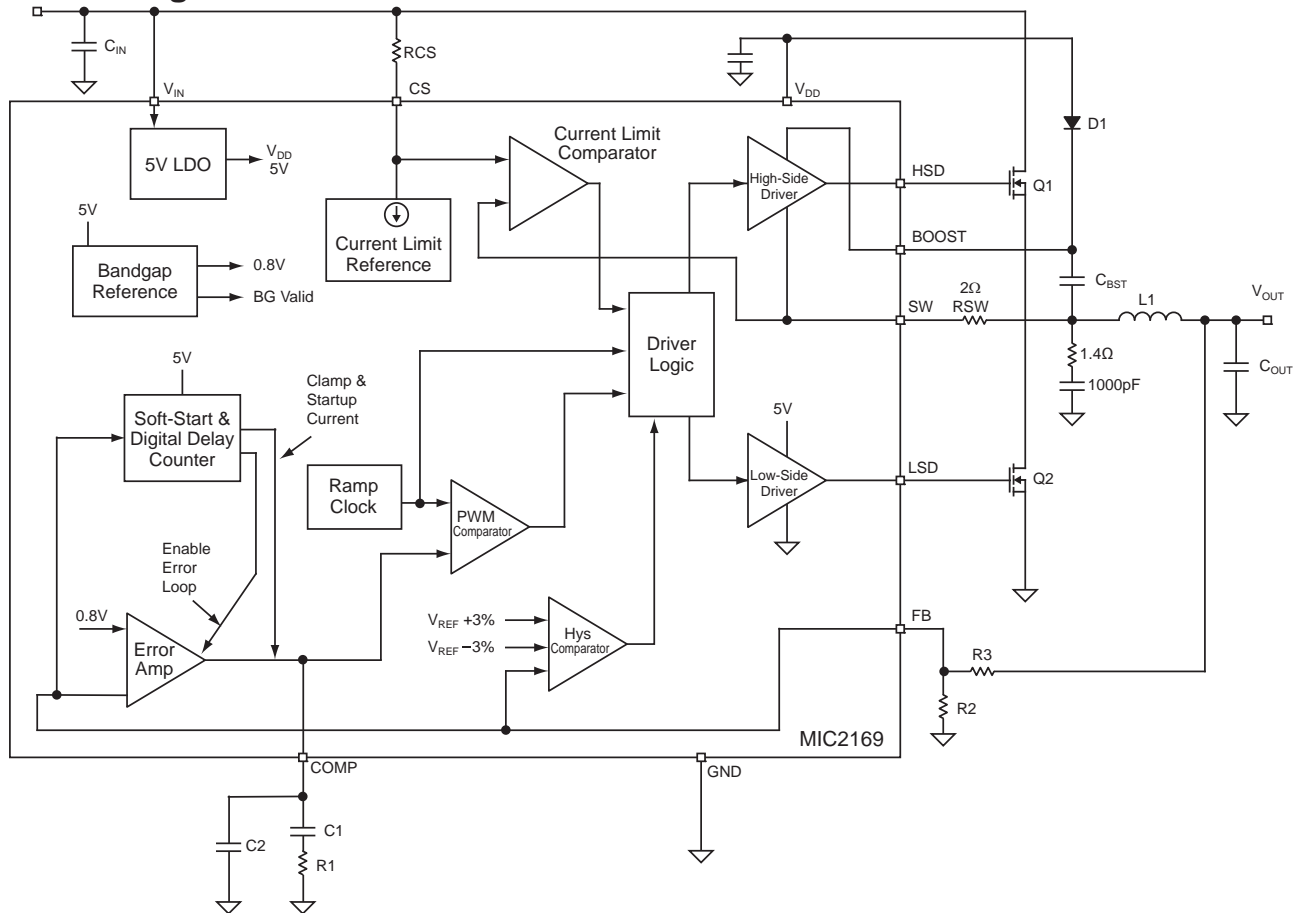 C_IN
RCS
V_IN
CS
V_DD
D1
5V LDO
V_DD
5V
Current Limit
Comparator
High-Side
Driver
HSD
Q1
5V
Bandgap
Reference
0.8V
BG Valid
Current Limit
Reference
BOOST
C_BST
SW
2Ω
RSW
L1
V_OUT
1.4Ω
1000pF
C_OUT
Driver
Logic
5V
Soft-Start &
Digital Delay
Counter
Clamp &
Startup
Current
5V
Low-Side
Driver
LSD
Q2
Ramp
Clock
PWM
Comparator
Enable
Error
Loop
0.8V
Error
Amp
V_REF +3%
V_REF −3%
Hys
Comparator
FB
R3
R2
MIC2169
COMP
GND
C2
C1
R1